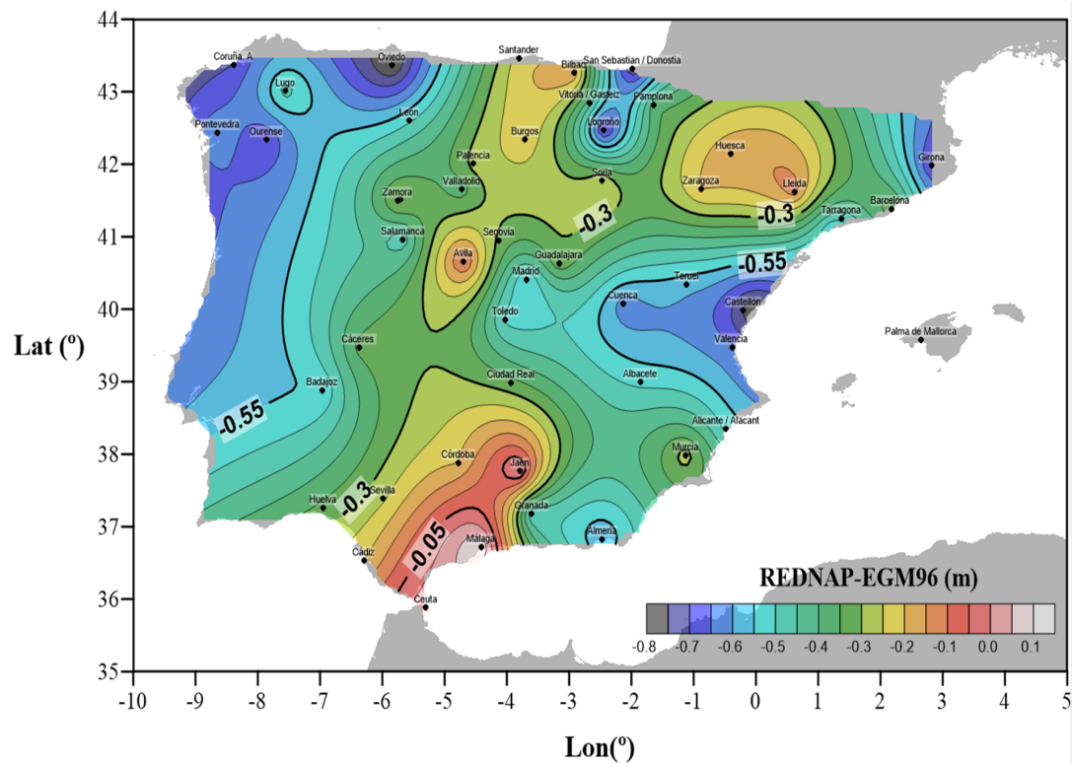 44
43
42
41
40
39
38
37
36
35
Lat (º)
-10
-9
-8
-7
-6
-5
-4
-3
-2
-1
0
1
2
3
4
5
Lon(º)
Santander
Coruña, A
Oviedo
Bilbao
San Sebastian / Donostia
Lugo
Vitoria / Gasteiz
Pamplona
León
Pontevedra
Ourense
Burgos
Logroño
Huesca
Palencia
Girona
Valladolid
Soria
Zaragoza
Lleida
Zamora
Barcelona
Tarragona
-0.3
-0.3
Salamanca
Segovia
Avila
Guadalajara
Madrid
-0.55
Teruel
Cuenca
Castellón
Toledo
Palma de Mallorca
Cáceres
Valencia
Badajoz
Ciudad Real
Albacete
-0.55
Alicante / Alacant
Córdoba
Jaén
Murcia
Huelva
-0.3
Sevilla
Granada
-0.05
Málaga
Almería
Cádiz
Ceuta
REDNAP-EGM96 (m)
-0.8 -0.7 -0.6 -0.5 -0.4 -0.3 -0.2 -0.1 0.0 0.1